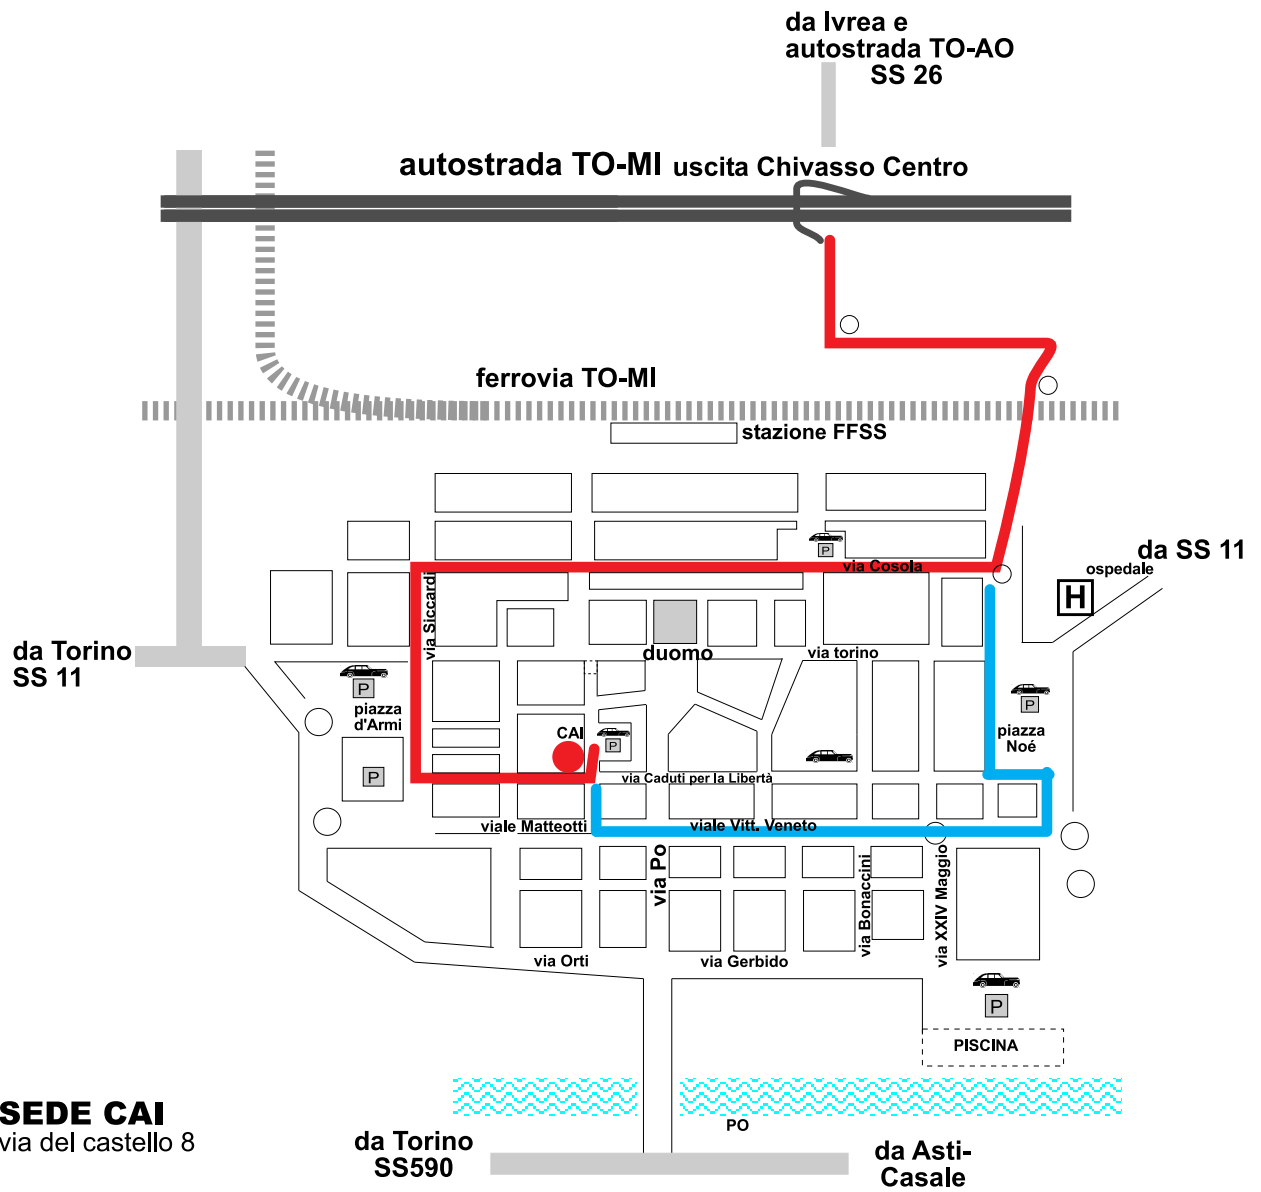 da Ivrea e
autostrada TO-AO
SS 26
autostrada TO-MI uscita Chivasso Centro
ferrovia TO-MI
stazione FFSS
da SS 11
ospedale
H
P
via Cosola
via Siccardi
da Torino
SS 11
duomo
via torino
P
piazza
d'Armi
P
piazza
Noé
CAI
P
P
via Caduti per la Libertà
viale Matteotti
viale Vitt. Veneto
via Po
via Bonaccini
via XXIV Maggio
via Orti
via Gerbido
P
PISCINA
PO
SEDE CAI
via del castello 8
da Torino
SS590
da Asti-
Casale